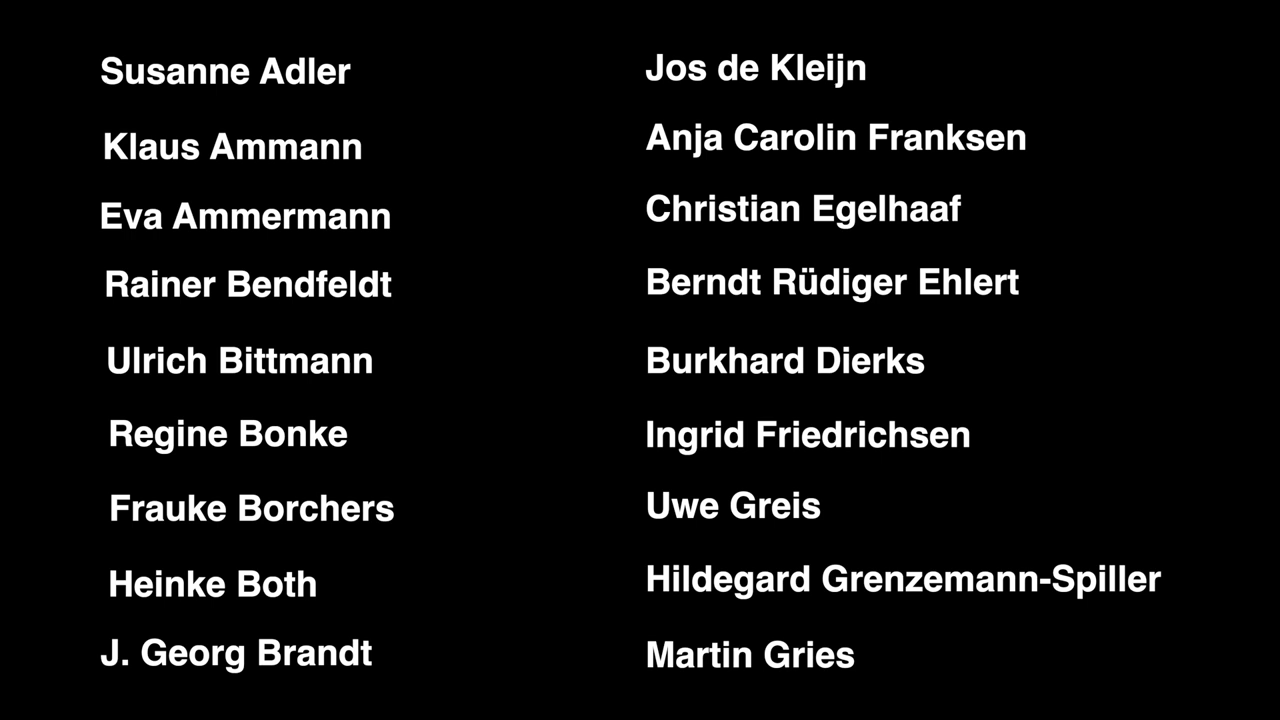 Susanne Adler
Klaus Ammann
Eva Ammermann
Rainer Bendfeldt
Ulrich Bittmann
Regine Bonke
Frauke Borchers
Heinke Both
J. Georg Brandt
Jos de Kleijn
Anja Carolin Franksen
Christian Egelhaaf
Berndt Rüdiger Ehlert
Burkhard Dierks
Ingrid Friedrichsen
Uwe Greis
Hildegard Grenzemann-Spiller
Martin Gries